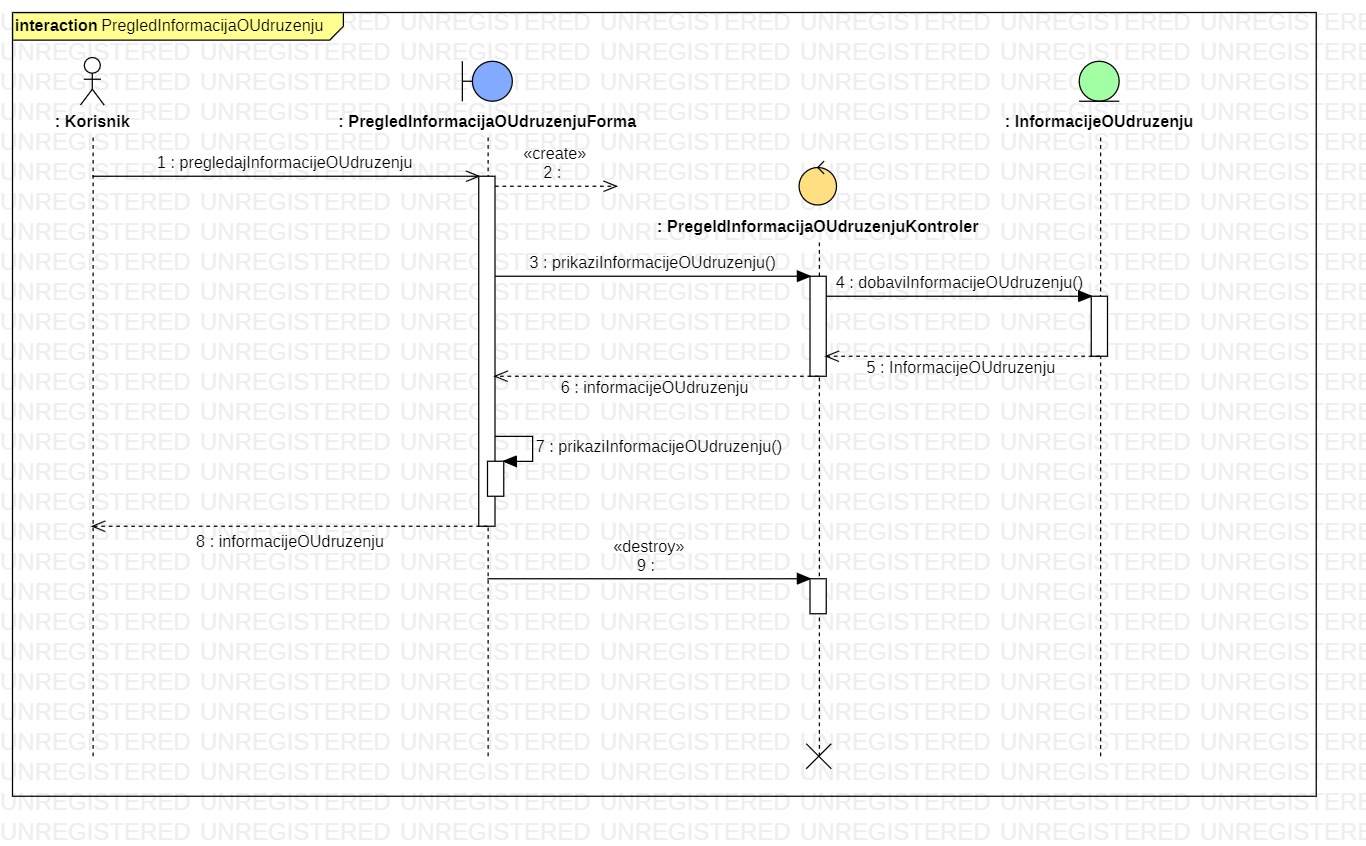 interaction PregledInformacijaOUdruzenju
: Korisnik
: PregledInformacijaOUdruzenjuForma
: InformacijeOUdruzenju
1 : pregledajInformacijeOUdruzenju
«create»
2 :
: PregeldInformacijaOUdruzenjuKontroler
3 : prikaziInformacijeOUdruzenju()
4 : dobaviInformacijeOUdruzenju()
5 : InformacijeOUdruzenju
6 : informacijeOUdruzenju
7 : prikaziInformacijeOUdruzenju()
8 : informacijeOUdruzenju
«destroy»
9 :
UNREGISTERED UNREGISTERED UNREGISTERED UNREGISTERED UNREGISTERED UNREGISTERED UNREGISTERED